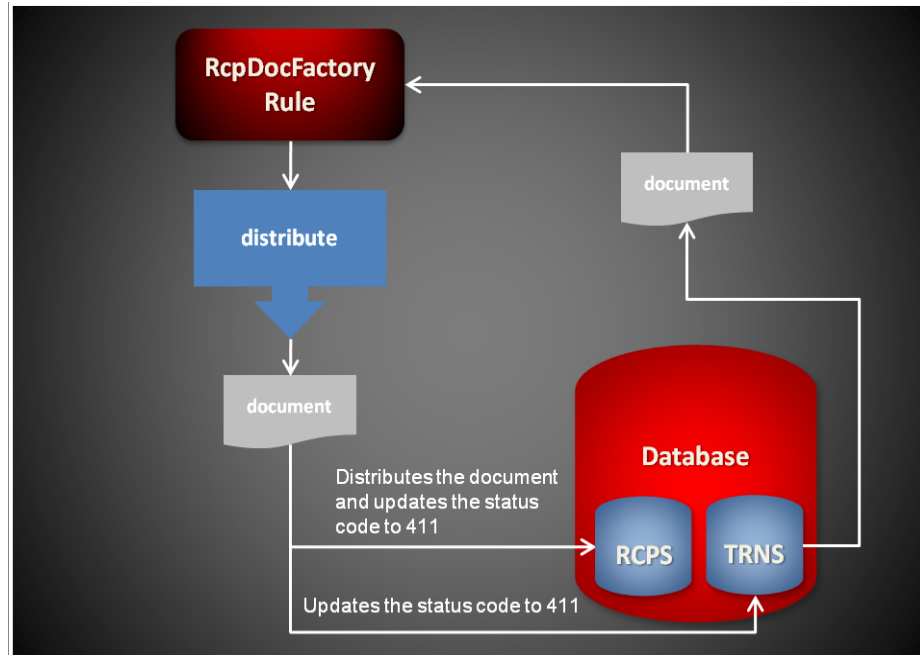 RcpDocFactory
Rule
document
distribute
document
Distributes the document
and updates the status
code to 411
Database
RCPS
TRNS
Updates the status code to 411